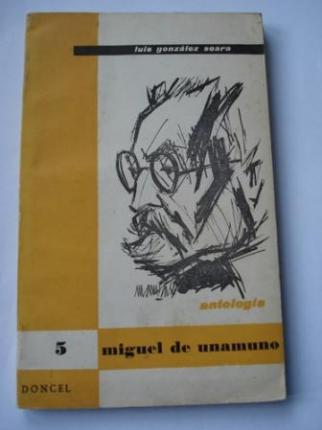 luis gonzález seara
antología
5 miguel de unamuno
DONCEL